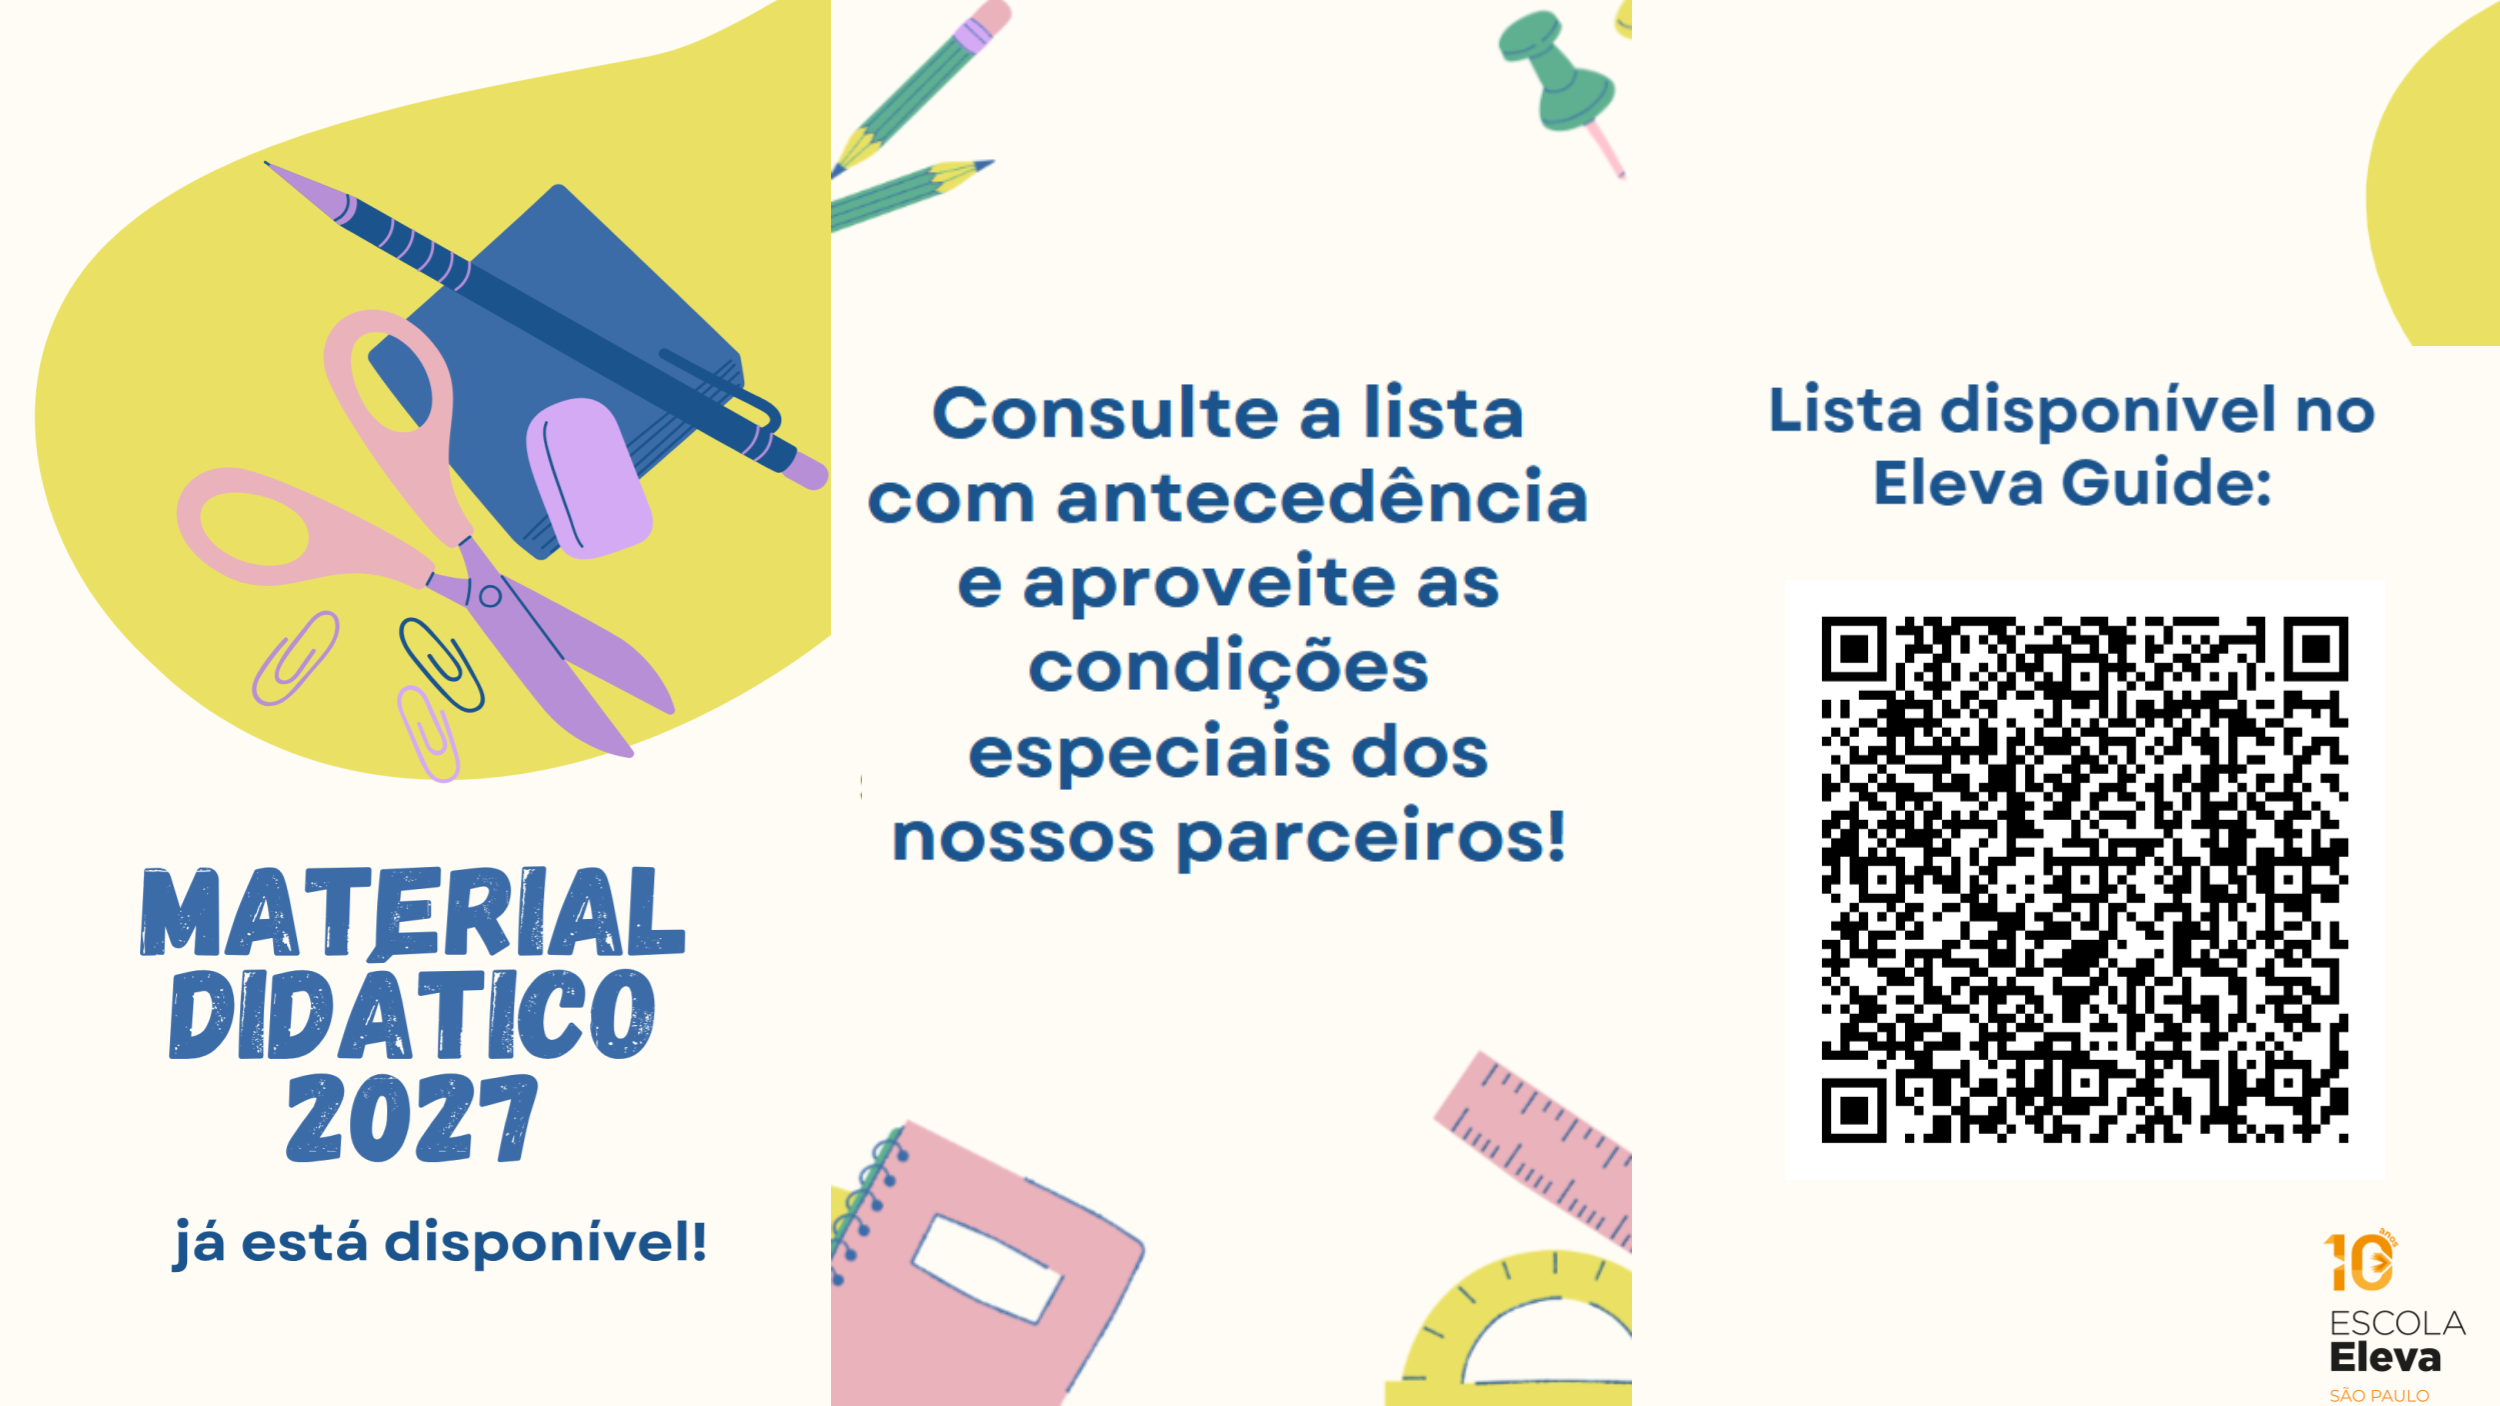 MATERIAL
DIDÁTICO
2027
já está disponível!
Consulte a lista
com antecedência
e aproveite as
condições
especiais dos
nossos parceiros!
Lista disponível no
Eleva Guide:
10 anos
ESCOLA
Eleva
SÃO PAULO